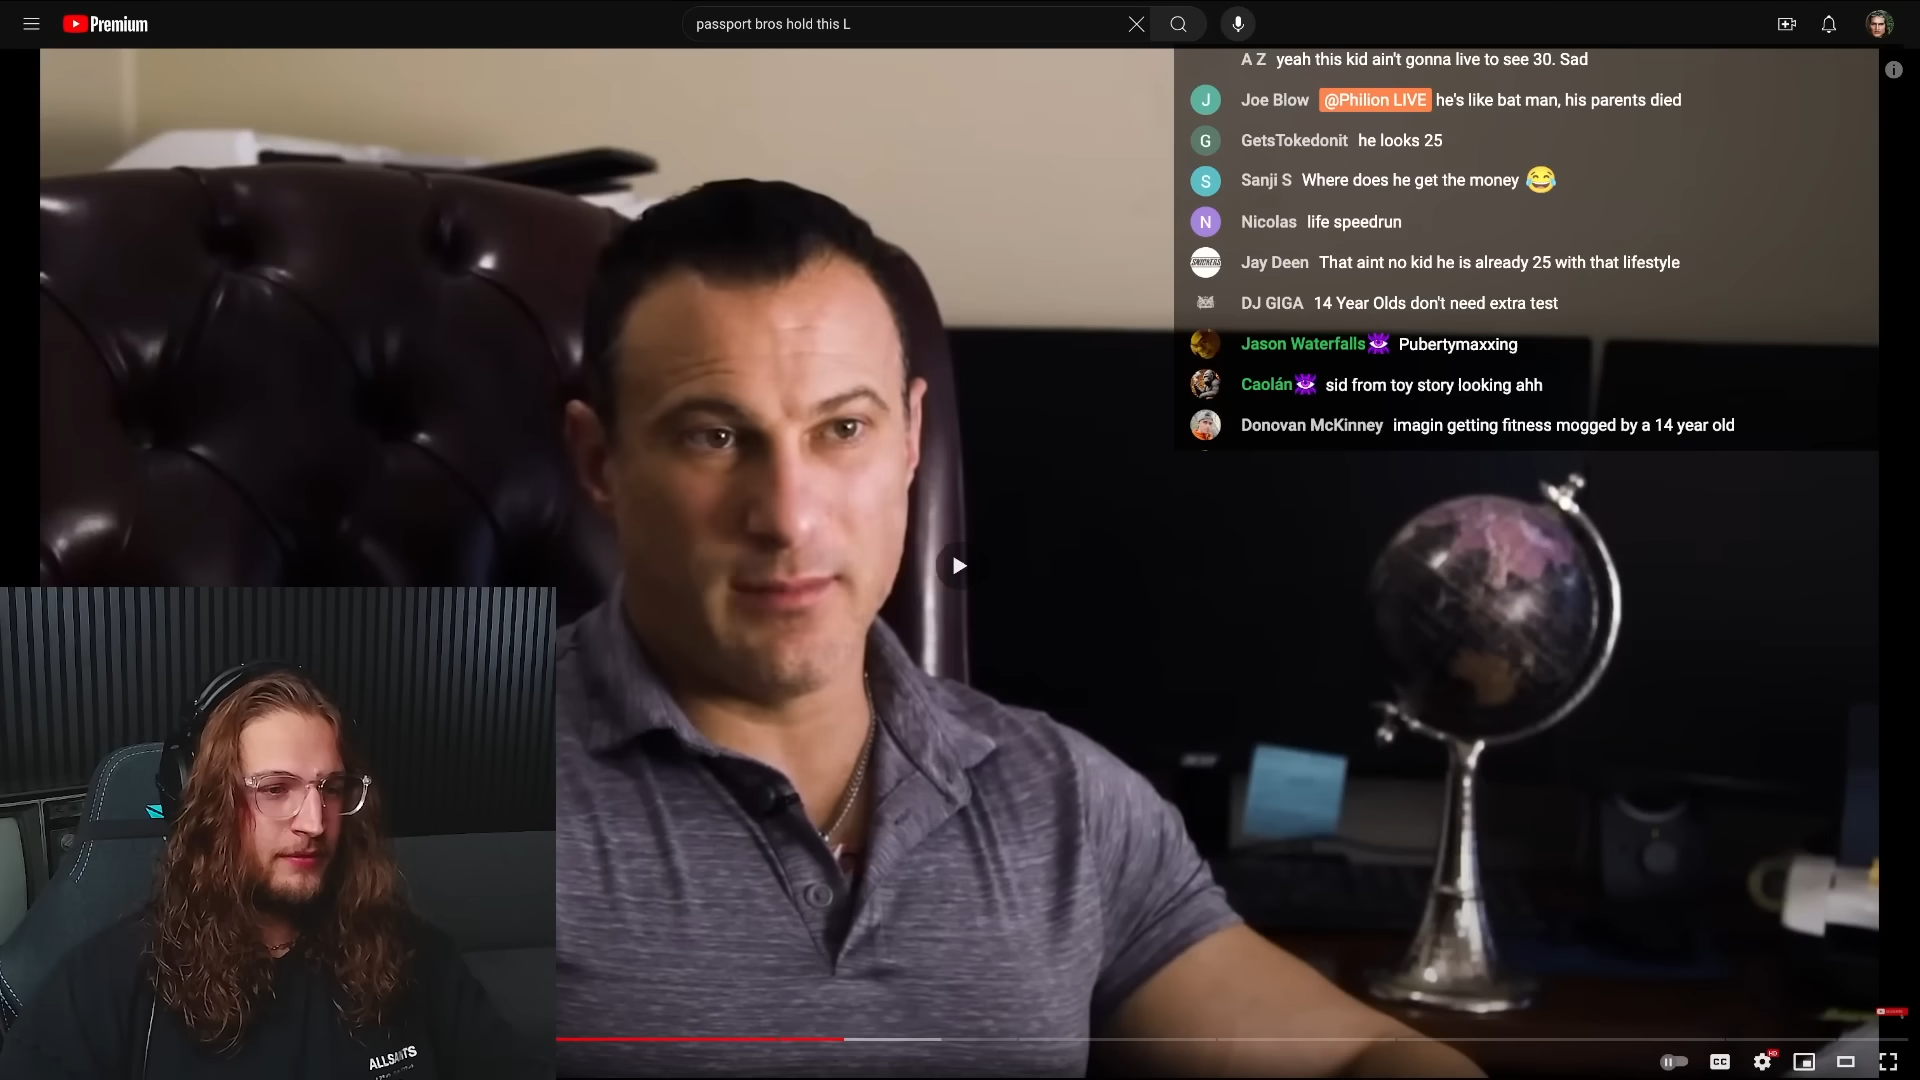 Premium
passport bros hold this L
A Z yeah this kid ain't gonna live to see 30. Sad
J Joe Blow @Philion LIVE he's like bat man, his parents died
G GetsTokedonit he looks 25
S Sanji S Where does he get the money 😂
N Nicolas life speedrun
Jay Deen That aint no kid he is already 25 with that lifestyle
DJ GIGA 14 Year Olds don't need extra test
Jason Waterfalls Pubertymaxxing
Caolán sid from toy story looking ahh
Donovan McKinney imagin getting fitness mogged by a 14 year old
ALLSAINTS
CC
HD